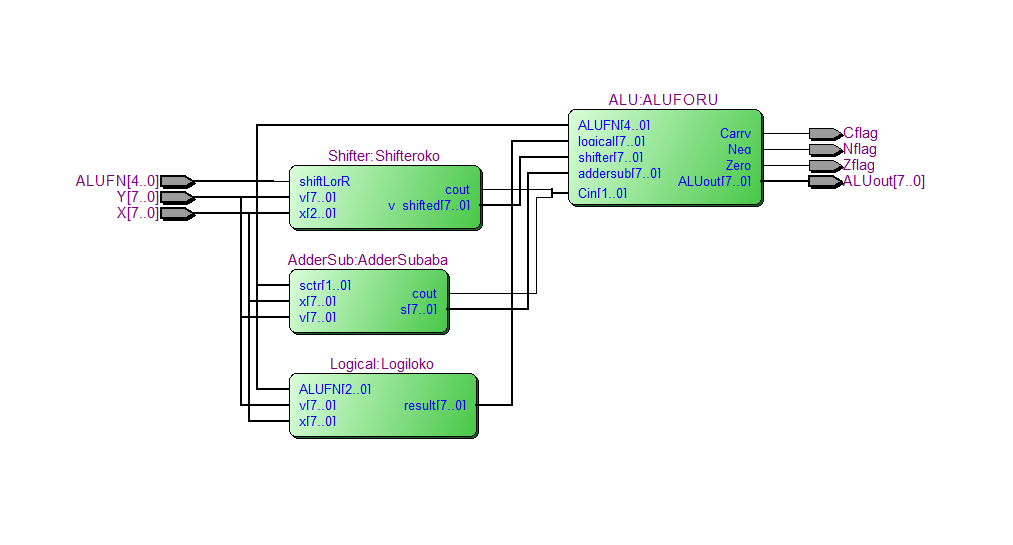 ALU:ALUFORU
ALUFN[4..0]
logical[7..0]
shifter[7..0]
addersub[7..0]
Cin[1..0]
Carry
Neg
Zero
ALUout[7..0]
Cflag
Nflag
Zflag
ALUout[7..0]
Shifter:Shifteroko
ALUFN[4..0]
Y[7..0]
X[7..0]
shiftLorR
y[7..0]
x[2..0]
cout
y_shifted[7..0]
AdderSub:AdderSubaba
sctr[1..0]
x[7..0]
y[7..0]
cout
s[7..0]
Logical:Logiloko
ALUFN[2..0]
y[7..0]
x[7..0]
result[7..0]